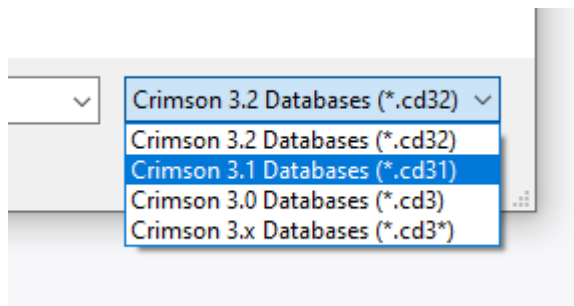 Crimson 3.2 Databases (*.cd32)
Crimson 3.2 Databases (*.cd32)
Crimson 3.1 Databases (*.cd31)
Crimson 3.0 Databases (*.cd3)
Crimson 3.x Databases (*.cd3*)